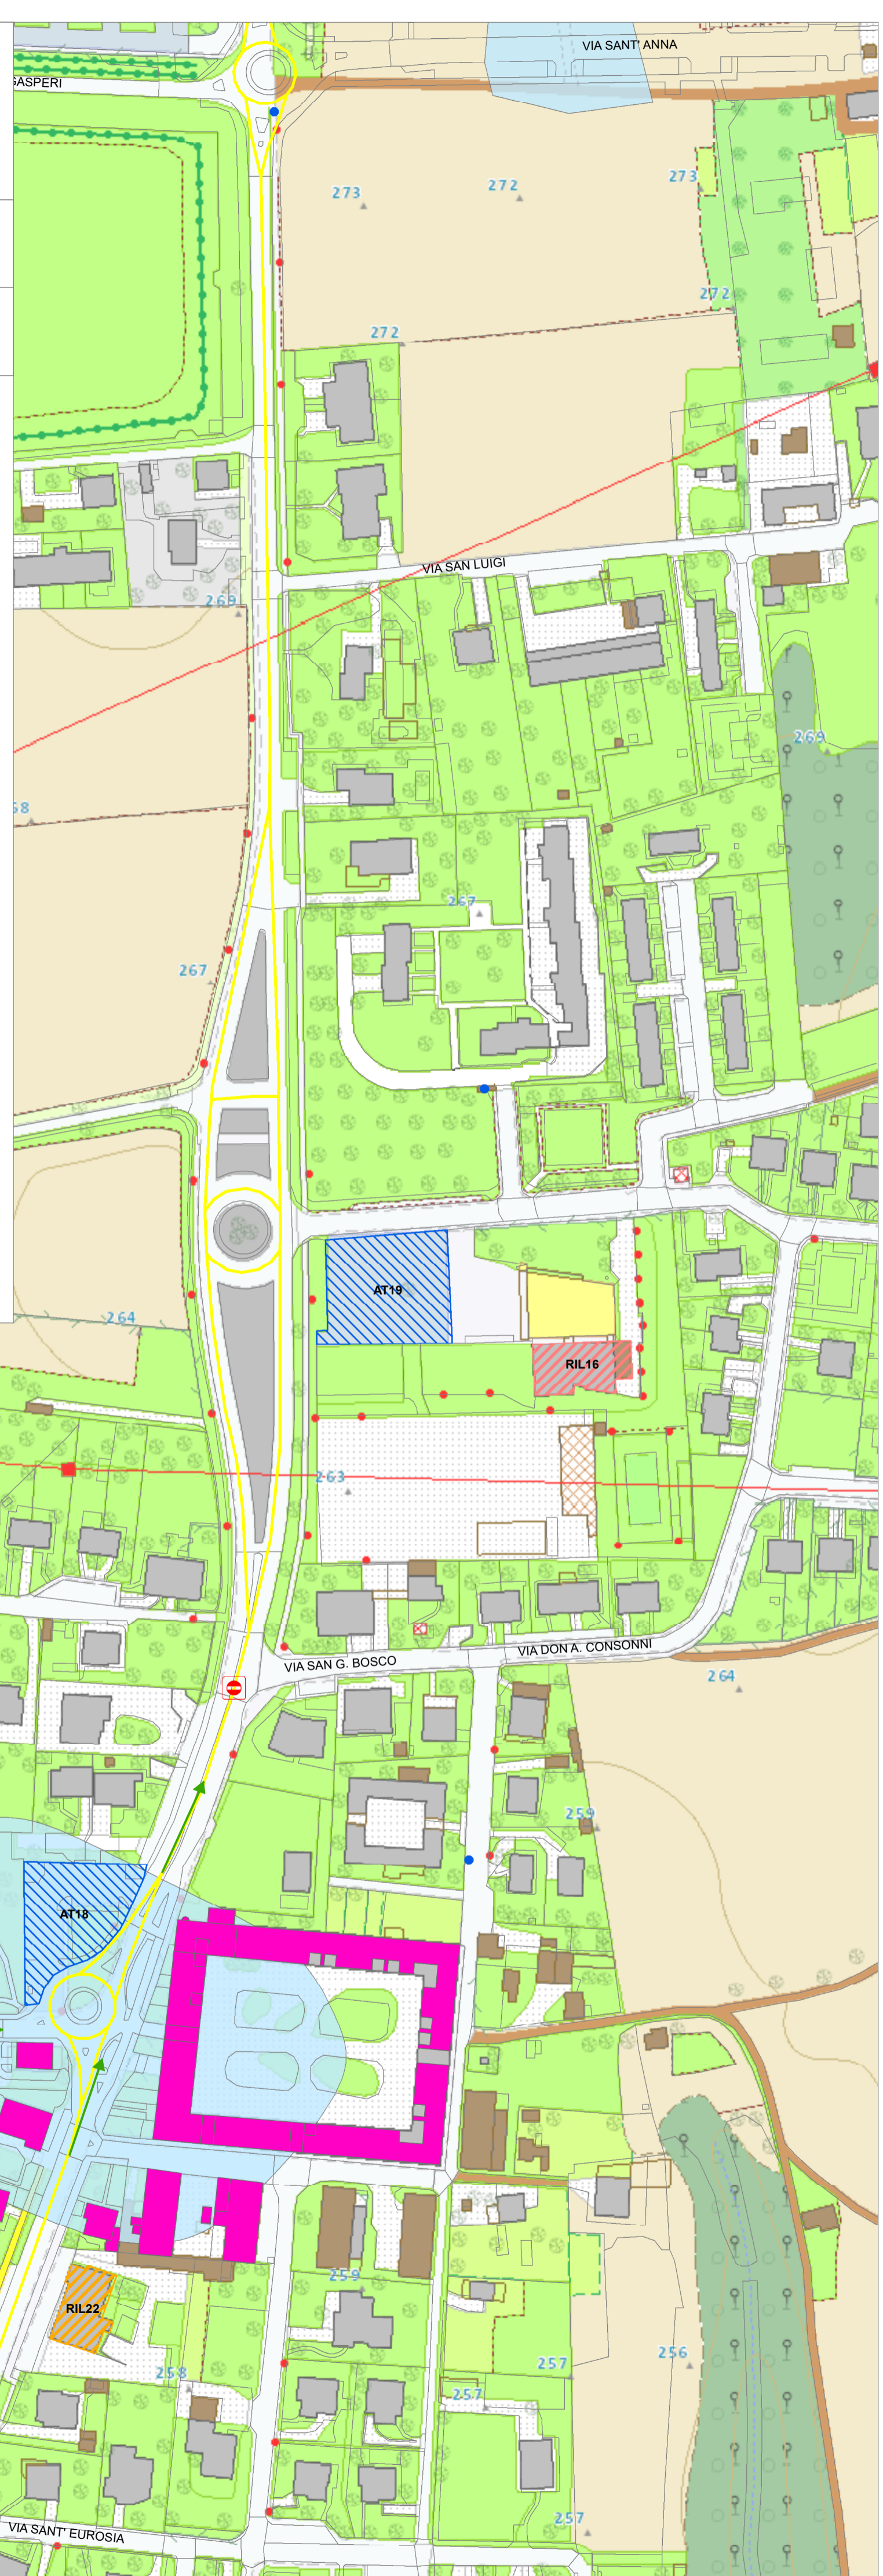 VIA SANT' ANNA
GASPERI
273
272
273
272
272
VIA SAN LUIGI
269
269
68
267
267
AT19
264
RIL16
263
VIA SAN G. BOSCO
VIA DON A. CONSONNI
264
259
AT18
259
RIL22
258
257
256
257
257
VIA SANT' EUROSIA